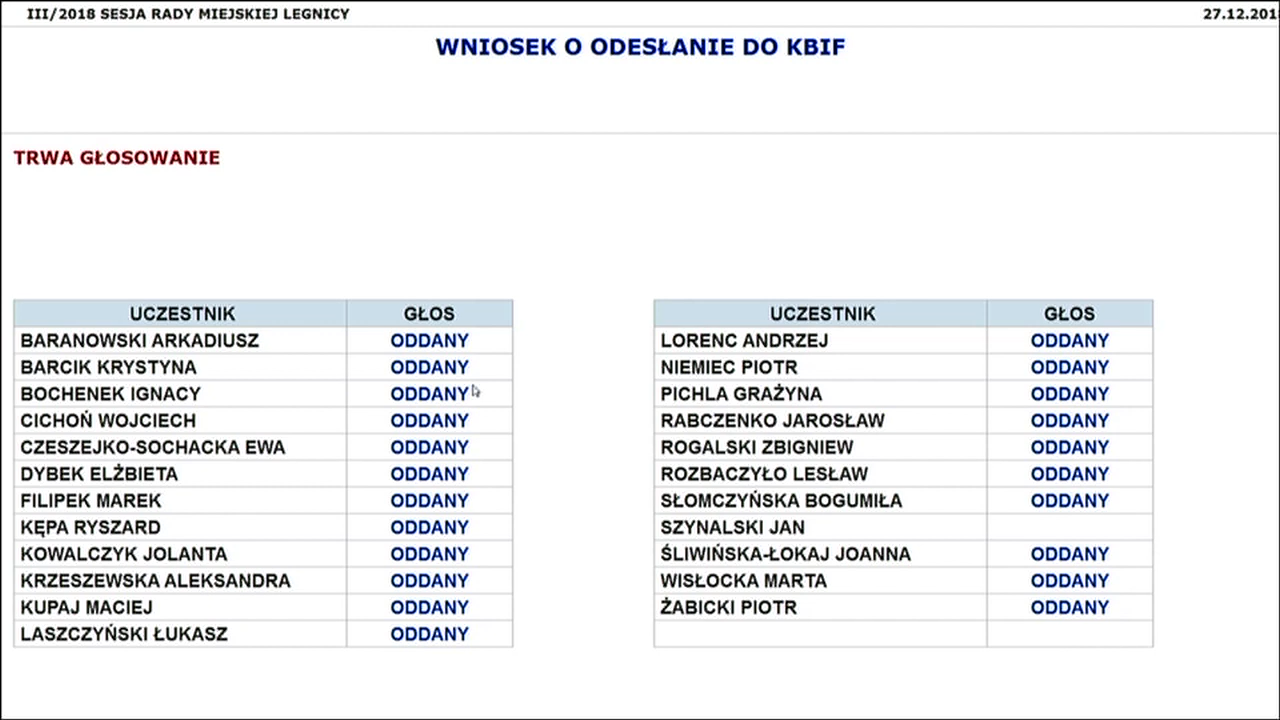 III/2018 SESJA RADY MIEJSKIEJ LEGNICY
27.12.201
WNIOSEK O ODESŁANIE DO KBIF
TRWA GŁOSOWANIE
UCZESTNIK GŁOS
BARANOWSKI ARKADIUSZ ODDANY
BARCIK KRYSTYNA ODDANY
BOCHENEK IGNACY ODDANY
CICHOŃ WOJCIECH ODDANY
CZESZEJKO-SOCHACKA EWA ODDANY
DYBEK ELŻBIETA ODDANY
FILIPEK MAREK ODDANY
KĘPA RYSZARD ODDANY
KOWALCZYK JOLANTA ODDANY
KRZESZEWSKA ALEKSANDRA ODDANY
KUPAJ MACIEJ ODDANY
LASZCZYŃSKI ŁUKASZ ODDANY
UCZESTNIK GŁOS
LORENC ANDRZEJ ODDANY
NIEMIEC PIOTR ODDANY
PICHLA GRAŻYNA ODDANY
RABCZENKO JAROSŁAW ODDANY
ROGALSKI ZBIGNIEW ODDANY
ROZBACZYŁO LESŁAW ODDANY
SŁOMCZYŃSKA BOGUMIŁA ODDANY
SZYNALSKI JAN
ŚLIWIŃSKA-ŁOKAJ JOANNA ODDANY
WISŁOCKA MARTA ODDANY
ŻABICKI PIOTR ODDANY